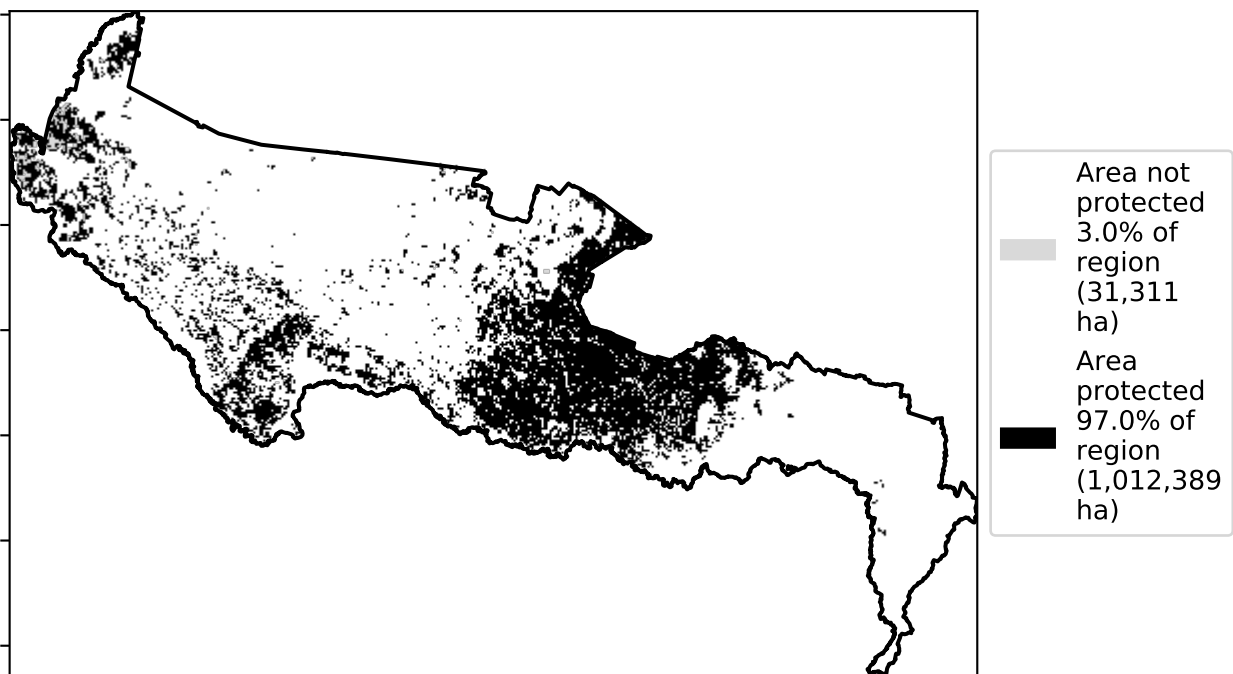 Area not
protected
3.0% of
region
(31,311
ha)
Area
protected
97.0% of
region
(1,012,389
ha)